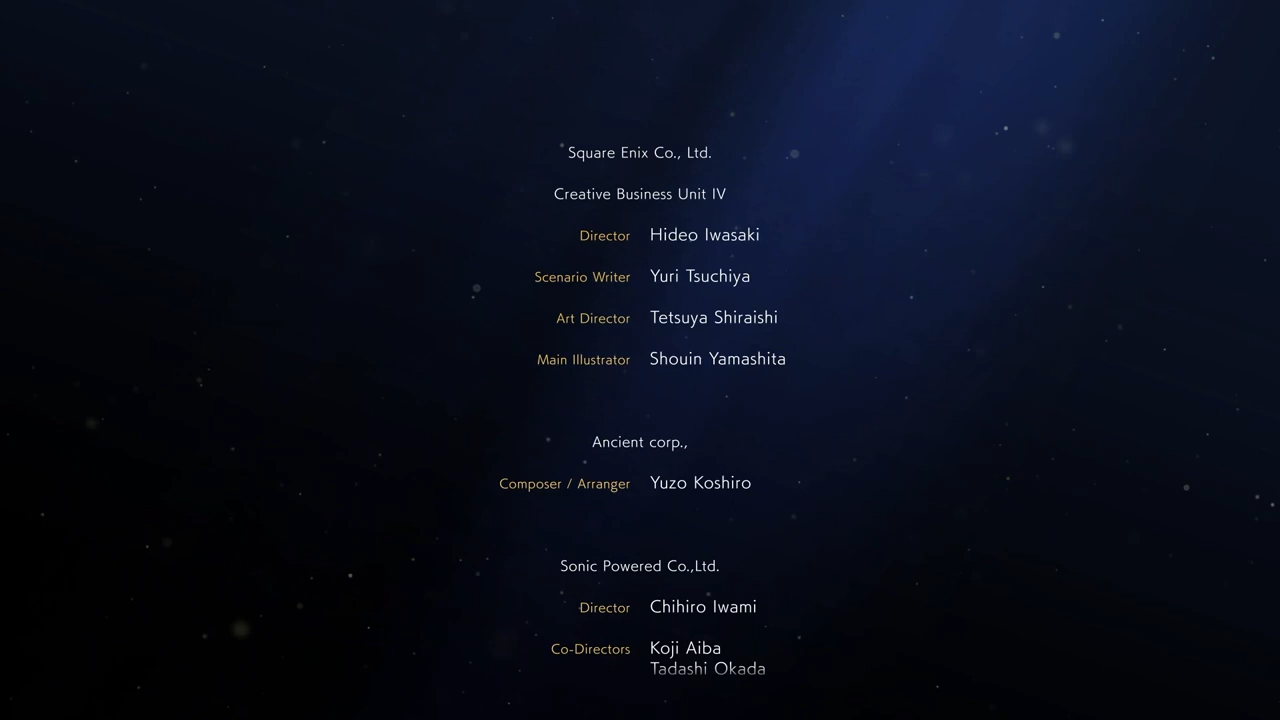 Square Enix Co., Ltd.
Creative Business Unit IV
Director Hideo Iwasaki
Scenario Writer Yuri Tsuchiya
Art Director Tetsuya Shiraishi
Main Illustrator Shouin Yamashita
Ancient corp.,
Composer / Arranger Yuzo Koshiro
Sonic Powered Co.,Ltd.
Director Chihiro Iwami
Co-Directors Koji Aiba
Tadashi Okada